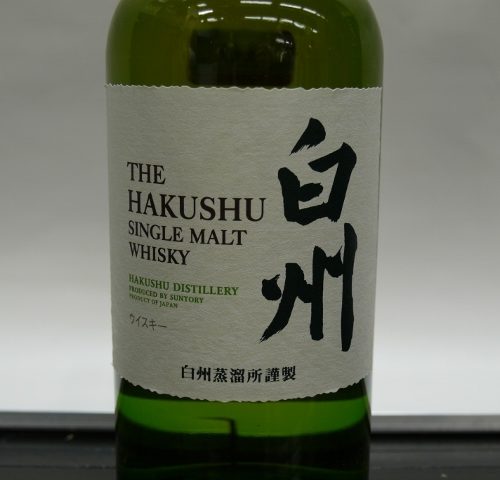 THE
HAKUSHU
SINGLE MALT
WHISKY
HAKUSHU DISTILLERY
PRODUCED BY SUNTORY
PRODUCT OF JAPAN
ウイスキー
白州
白州蒸溜所謹製